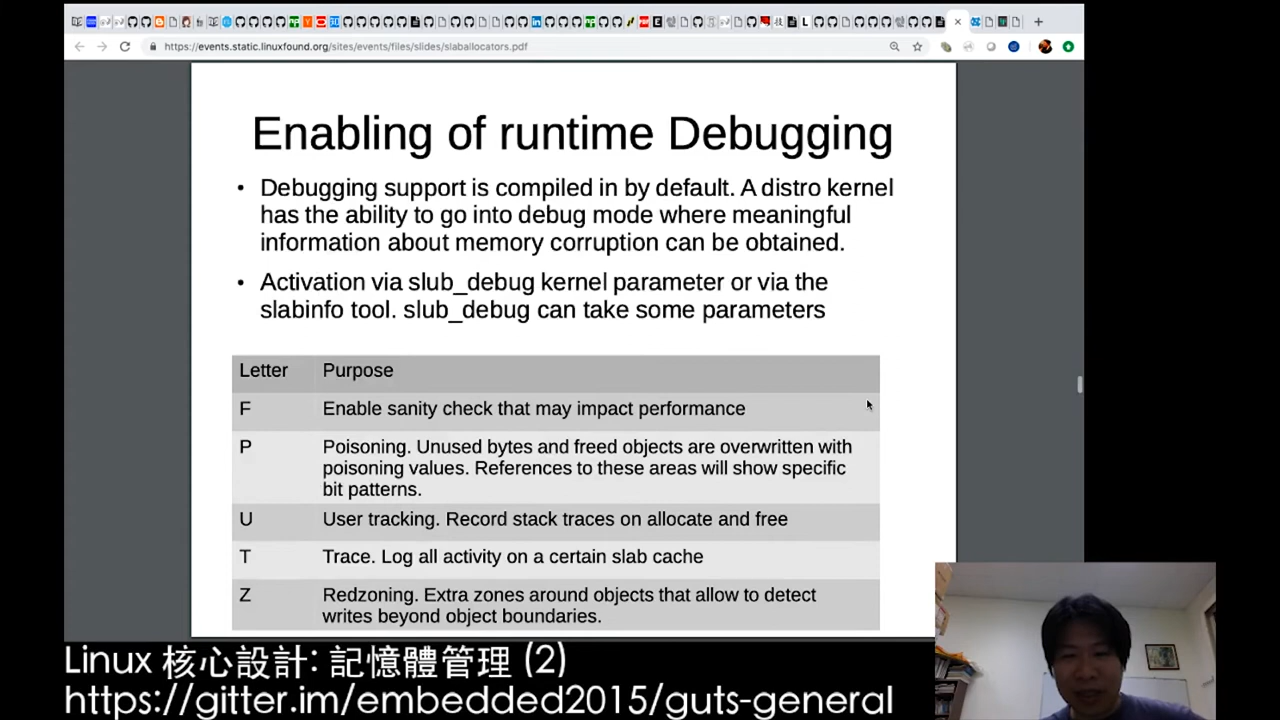 https://events.static.linuxfound.org/sites/events/files/slides/slaballocators.pdf
Enabling of runtime Debugging
• Debugging support is compiled in by default. A distro kernel
has the ability to go into debug mode where meaningful
information about memory corruption can be obtained.
• Activation via slub_debug kernel parameter or via the
slabinfo tool. slub_debug can take some parameters
Letter Purpose
F Enable sanity check that may impact performance
P Poisoning. Unused bytes and freed objects are overwritten with
poisoning values. References to these areas will show specific
bit patterns.
U User tracking. Record stack traces on allocate and free
T Trace. Log all activity on a certain slab cache
Z Redzoning. Extra zones around objects that allow to detect
writes beyond object boundaries.
Linux 核心設計: 記憶體管理 (2)
https://gitter.im/embedded2015/guts-general